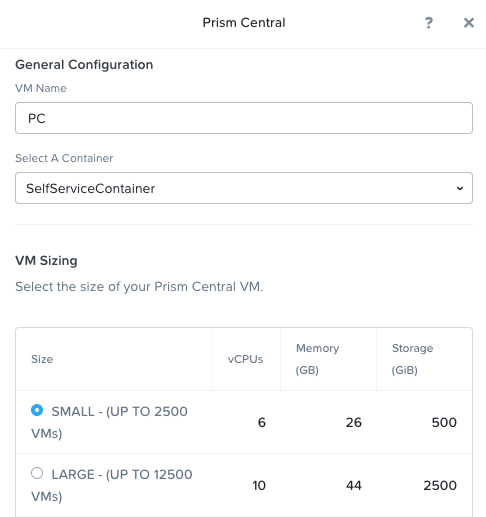 Prism Central
?
General Configuration
VM Name
PC
Select A Container
SelfServiceContainer
VM Sizing
Select the size of your Prism Central VM.
Size vCPUs Memory (GB) Storage (GiB)
SMALL - (UP TO 2500 VMs) 6 26 500
LARGE - (UP TO 12500 VMs) 10 44 2500